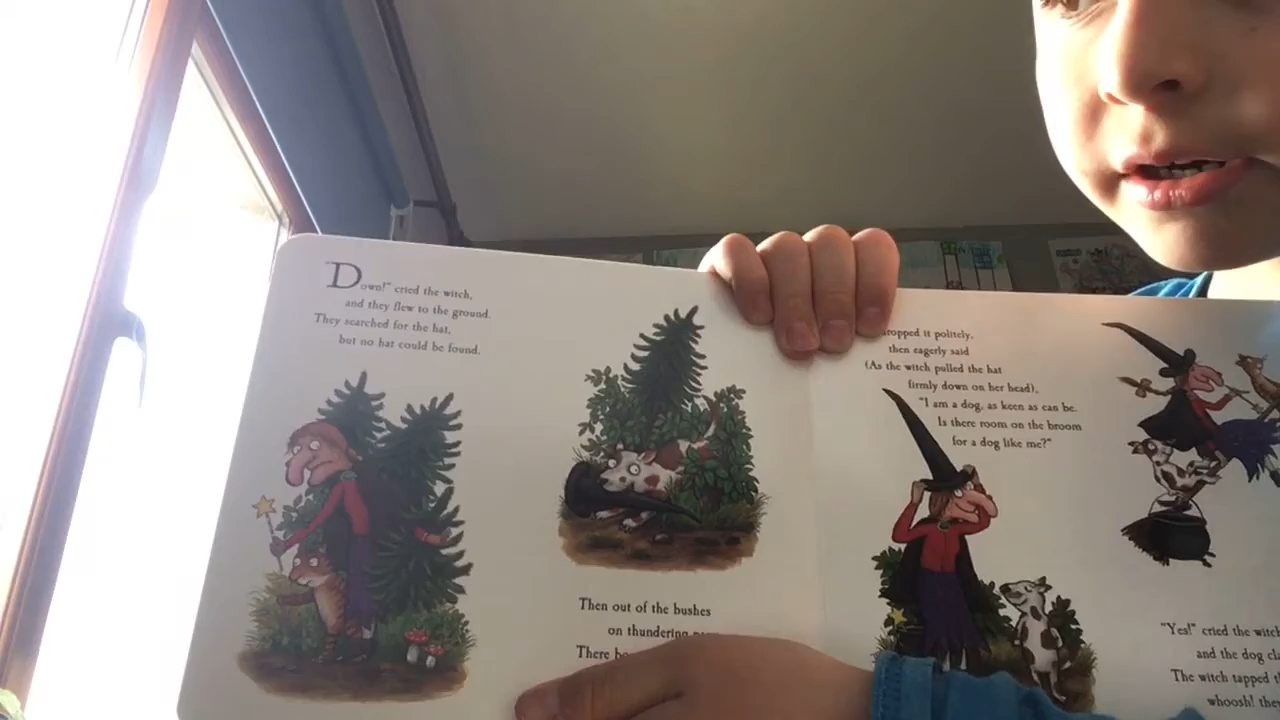 "Down!" cried the witch,
and they flew to the ground.
They searched for the hat,
but no hat could be found.
Then out of the bushes
on thundering
There
dropped it politely,
then eagerly said
(As the witch pulled the hat
firmly down on her head),
"I am a dog, as keen as can be.
Is there room on the broom
for a dog like me?"
"Yes!" cried the witch
and the dog
The witch tapped
whoosh!